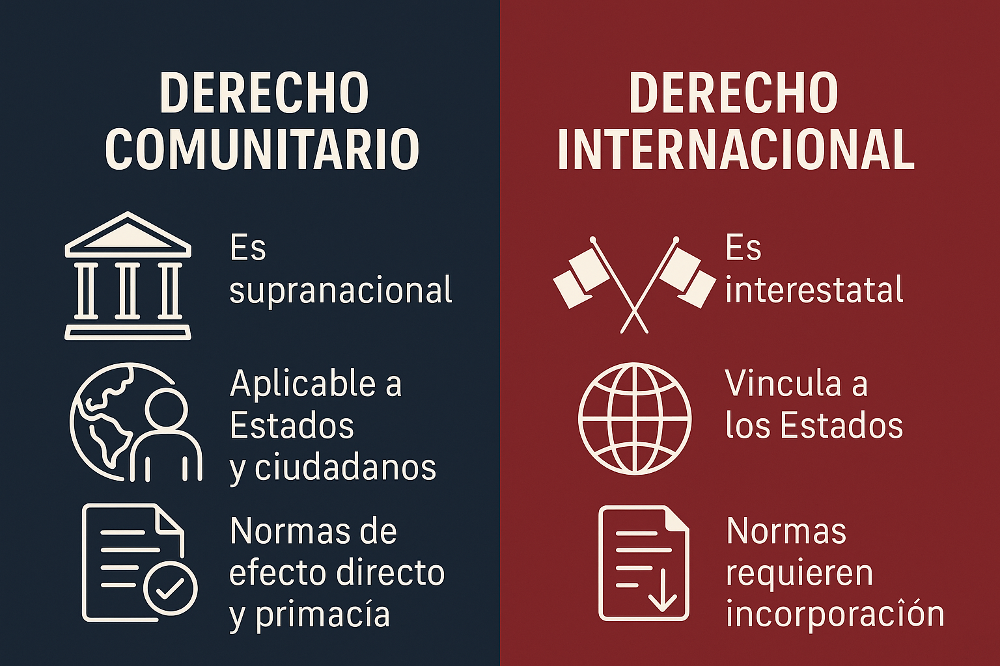 DERECHO
COMUNITARIO
Es
supranacional
Aplicable a
Estados
y ciudadanos
Normas de
efecto directo
y primacía
DERECHO
INTERNACIONAL
Es
interestatal
Vincula a
los Estados
Normas
requieren
incorporacîón